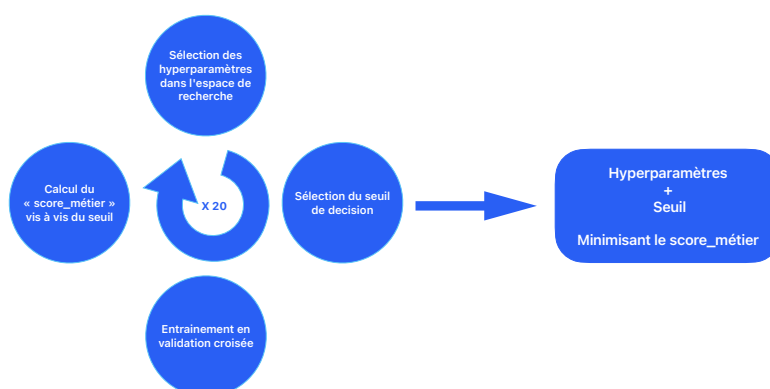 Sélection des
hyperparamètres
dans l'espace de
recherche
Calcul du
« score_métier »
vis à vis du seuil
X 20
Sélection du seuil
de decision
Entrainement en
validation croisée
Hyperparamètres
+
Seuil
Minimisant le score_métier